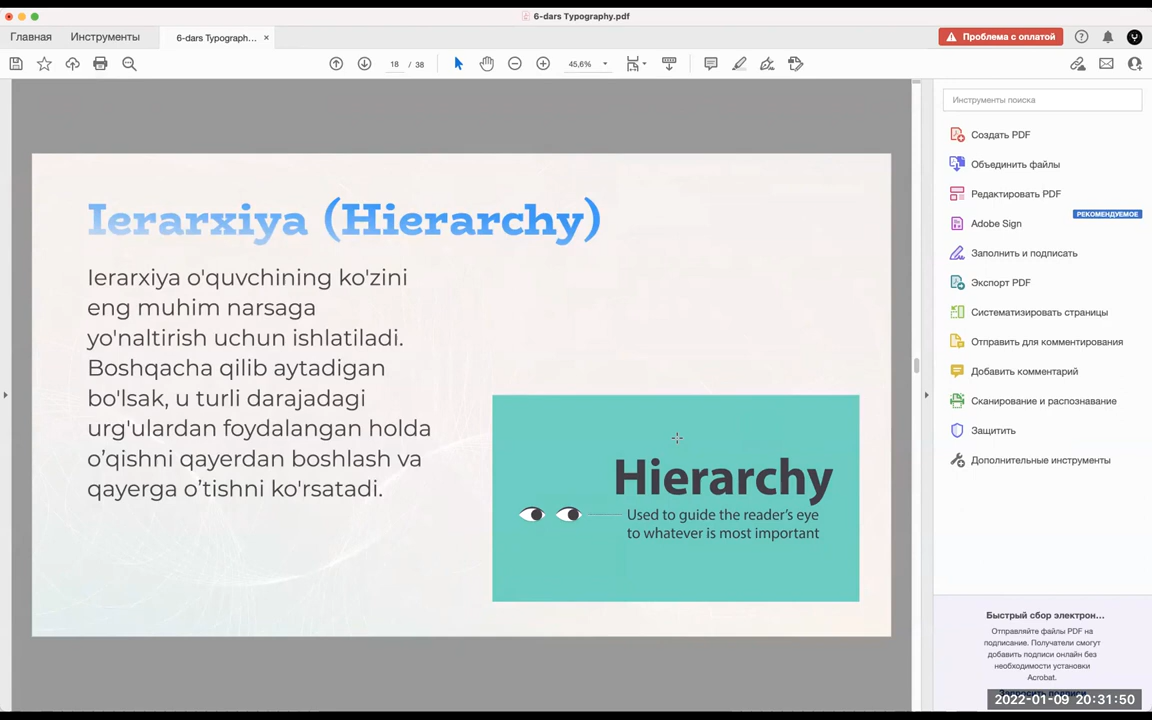 6-dars Typography.pdf
Главная
Инструменты
6-dars Typograph...
Проблема с оплатой
18 / 38
45,6%
Ierarxiya (Hierarchy)
Ierarxiya o'quvchining ko'zini
eng muhim narsaga
yo'naltirish uchun ishlatiladi.
Boshqacha qilib aytadigan
bo'lsak, u turli darajadagi
urg'ulardan foydalangan holda
o’qishni qayerdan boshlash va
qayerga o’tishni ko'rsatadi.
Hierarchy
Used to guide the reader’s eye
to whatever is most important
Инструменты поиска
Создать PDF
Объединить файлы
Редактировать PDF
РЕКОМЕНДУЕМОЕ
Adobe Sign
Заполнить и подписать
Экспорт PDF
Систематизировать страницы
Отправить для комментирования
Добавить комментарий
Сканирование и распознавание
Защитить
Дополнительные инструменты
Быстрый сбор электрон...
Отправляйте файлы PDF на
подписание. Получатели смогут
добавить подписи онлайн без
необходимости установки
Acrobat.
2022-01-09 20:31:50